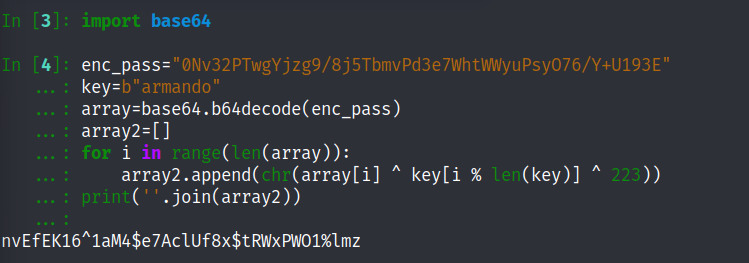 In [3]: import base64
In [4]: enc_pass="0Nv32PTwgYjzg9/8j5TbmvPd3e7WhtWWyuPsyO76/Y+U193E"
...: key=b"armando"
...: array=base64.b64decode(enc_pass)
...: array2=[]
...: for i in range(len(array)):
...:     array2.append(chr(array[i] ^ key[i % len(key)] ^ 223))
...: print(''.join(array2))
...:
nvEfEK16^1aM4$e7AclUf8x$tRWxPWO1%lmz